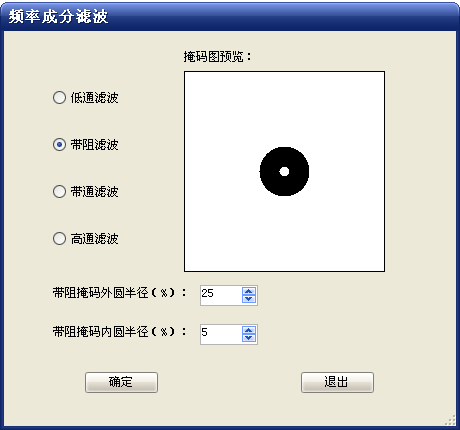 频率成分滤波
掩码图预览：
低通滤波
带阻滤波
带通滤波
高通滤波
带阻掩码外圆半径(%)： 25
带阻掩码内圆半径(%)： 5
确定 退出